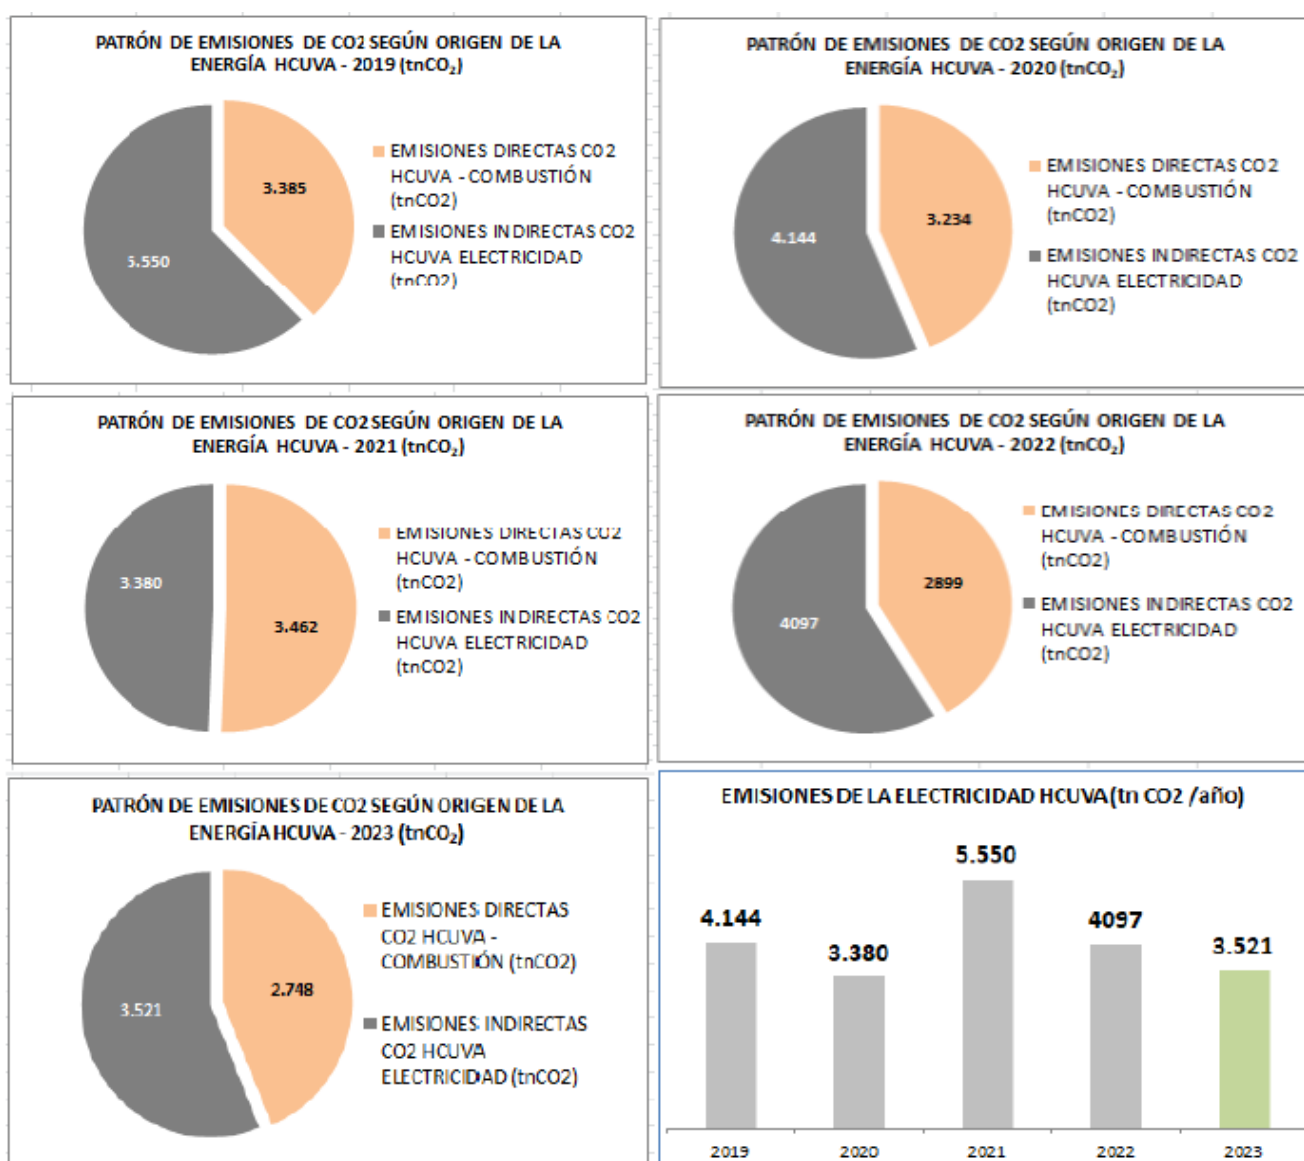 PATRÓN DE EMISIONES DE CO2 SEGÚN ORIGEN DE LA
ENERGÍA HCUVA - 2019 (tnCO₂)
3.385
5.550
EMISIONES DIRECTAS CO2
HCUVA - COMBUSTIÓN
(tnCO2)
EMISIONES INDIRECTAS CO2
HCUVA ELECTRICIDAD
(tnCO2)
PATRÓN DE EMISIONES DE CO2 SEGÚN ORIGEN DE LA
ENERGÍA HCUVA - 2020 (tnCO₂)
3.234
4.144
EMISIONES DIRECTAS CO2
HCUVA - COMBUSTIÓN
(tnCO2)
EMISIONES INDIRECTAS CO2
HCUVA ELECTRICIDAD
(tnCO2)
PATRÓN DE EMISIONES DE CO2 SEGÚN ORIGEN DE LA
ENERGÍA HCUVA - 2021 (tnCO₂)
3.380
3.462
EMISIONES DIRECTAS CO2
HCUVA - COMBUSTIÓN
(tnCO2)
EMISIONES INDIRECTAS CO2
HCUVA ELECTRICIDAD
(tnCO2)
PATRÓN DE EMISIONES DE CO2 SEGÚN ORIGEN DE LA
ENERGÍA HCUVA - 2022 (tnCO₂)
2899
4097
EMISIONES DIRECTAS CO2
HCUVA - COMBUSTIÓN
(tnCO2)
EMISIONES INDIRECTAS CO2
HCUVA ELECTRICIDAD
(tnCO2)
PATRÓN DE EMISIONES DE CO2 SEGÚN ORIGEN DE LA
ENERGÍA HCUVA - 2023 (tnCO₂)
2.748
3.521
EMISIONES DIRECTAS
CO2 HCUVA -
COMBUSTIÓN (tnCO2)
EMISIONES INDIRECTAS
CO2 HCUVA
ELECTRICIDAD (tnCO2)
EMISIONES DE LA ELECTRICIDAD HCUVA (tn CO2 /año)
4.144
3.380
5.550
4097
3.521
2019
2020
2021
2022
2023